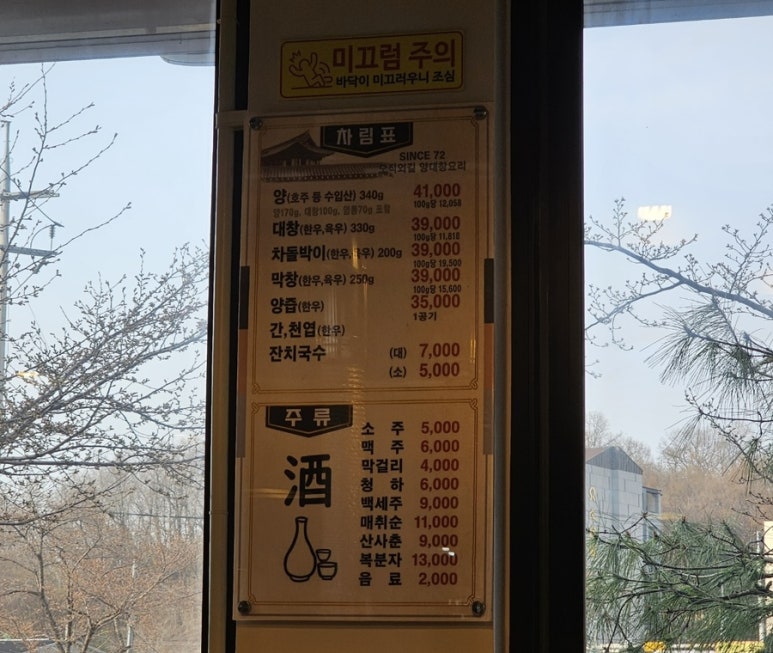 미끄럼 주의
바닥이 미끄러우니 조심
차림표
SINCE 72
양대창요리
양(호주 등 수입산) 340g 41,000
양170g, 대창100g, 염통70g 포함 100g당 12,058
대창(한우,육우) 330g 39,000
100g당 11,818
차돌박이(한우,육우) 200g 39,000
100g당 19,500
막창(한우,육우) 250g 39,000
100g당 15,600
양즙(한우) 35,000
1공기
간,천엽(한우)
잔치국수 (대) 7,000
(소) 5,000
주류
酒
소 주 5,000
맥 주 6,000
막걸리 4,000
청 하 6,000
백세주 9,000
매취순 11,000
산사춘 9,000
복분자 13,000
음 료 2,000